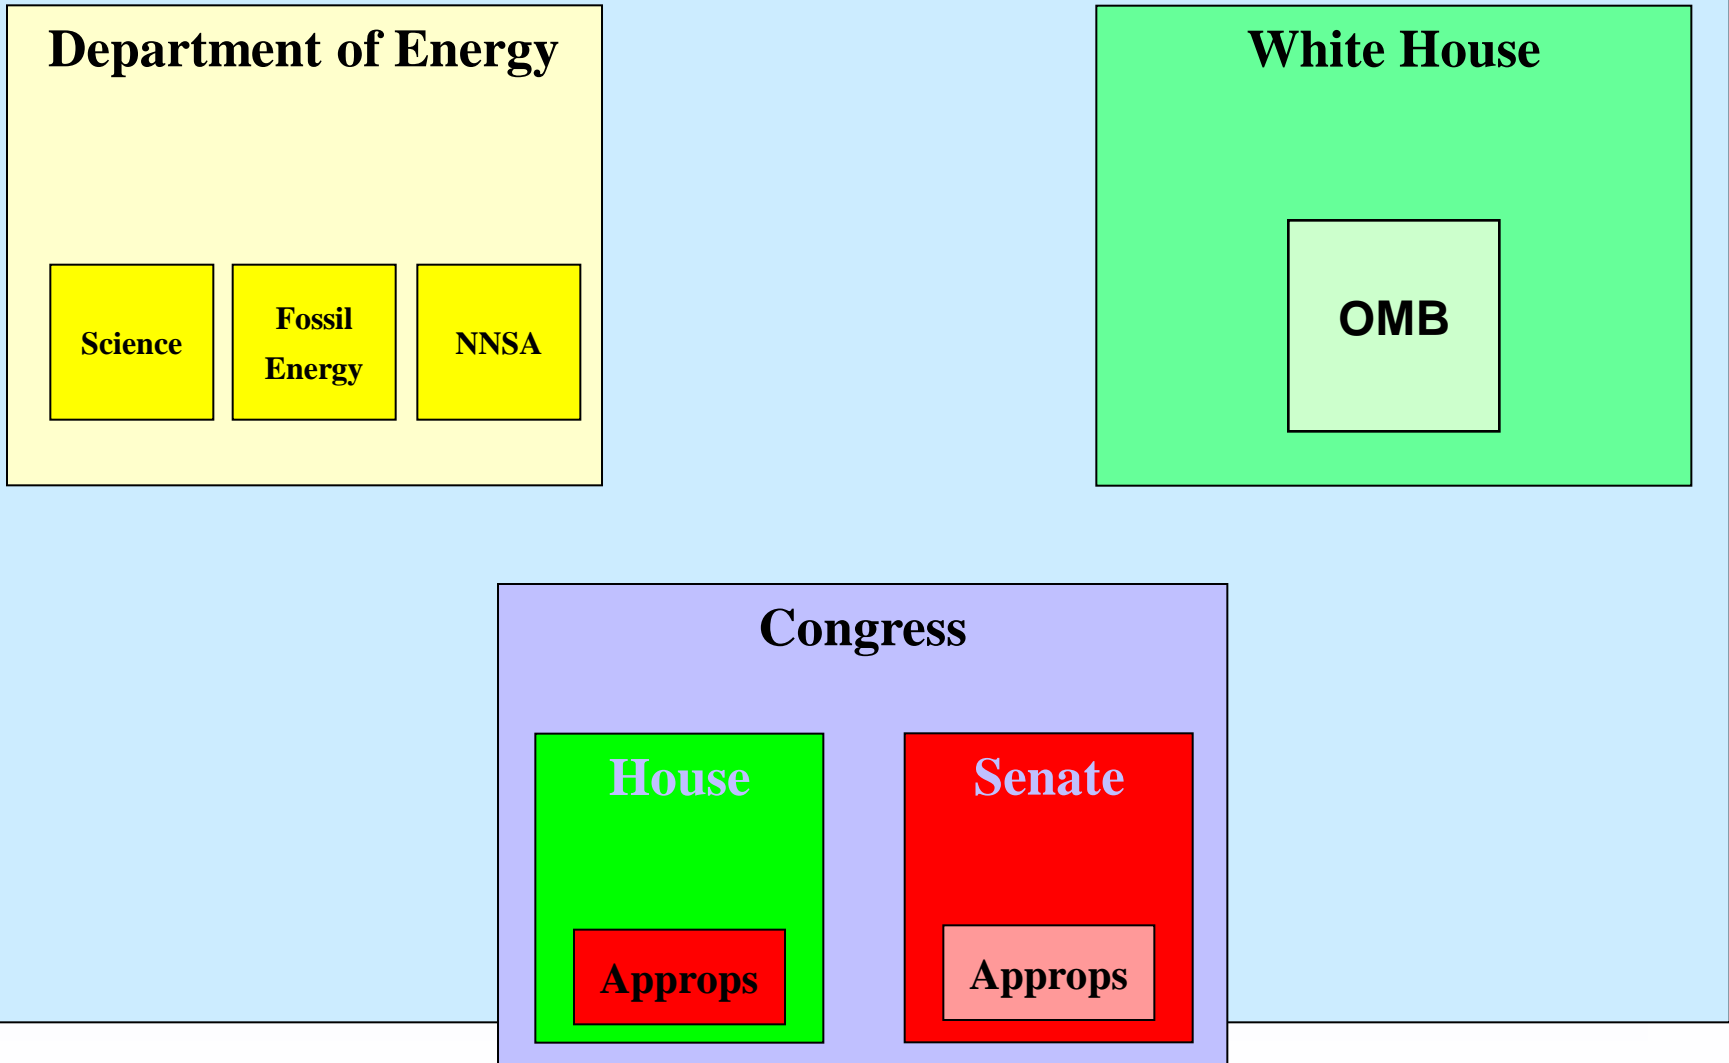 Department of Energy
White House
Science
Fossil
Energy
NNSA
OMB
Congress
House
Senate
Approps
Approps